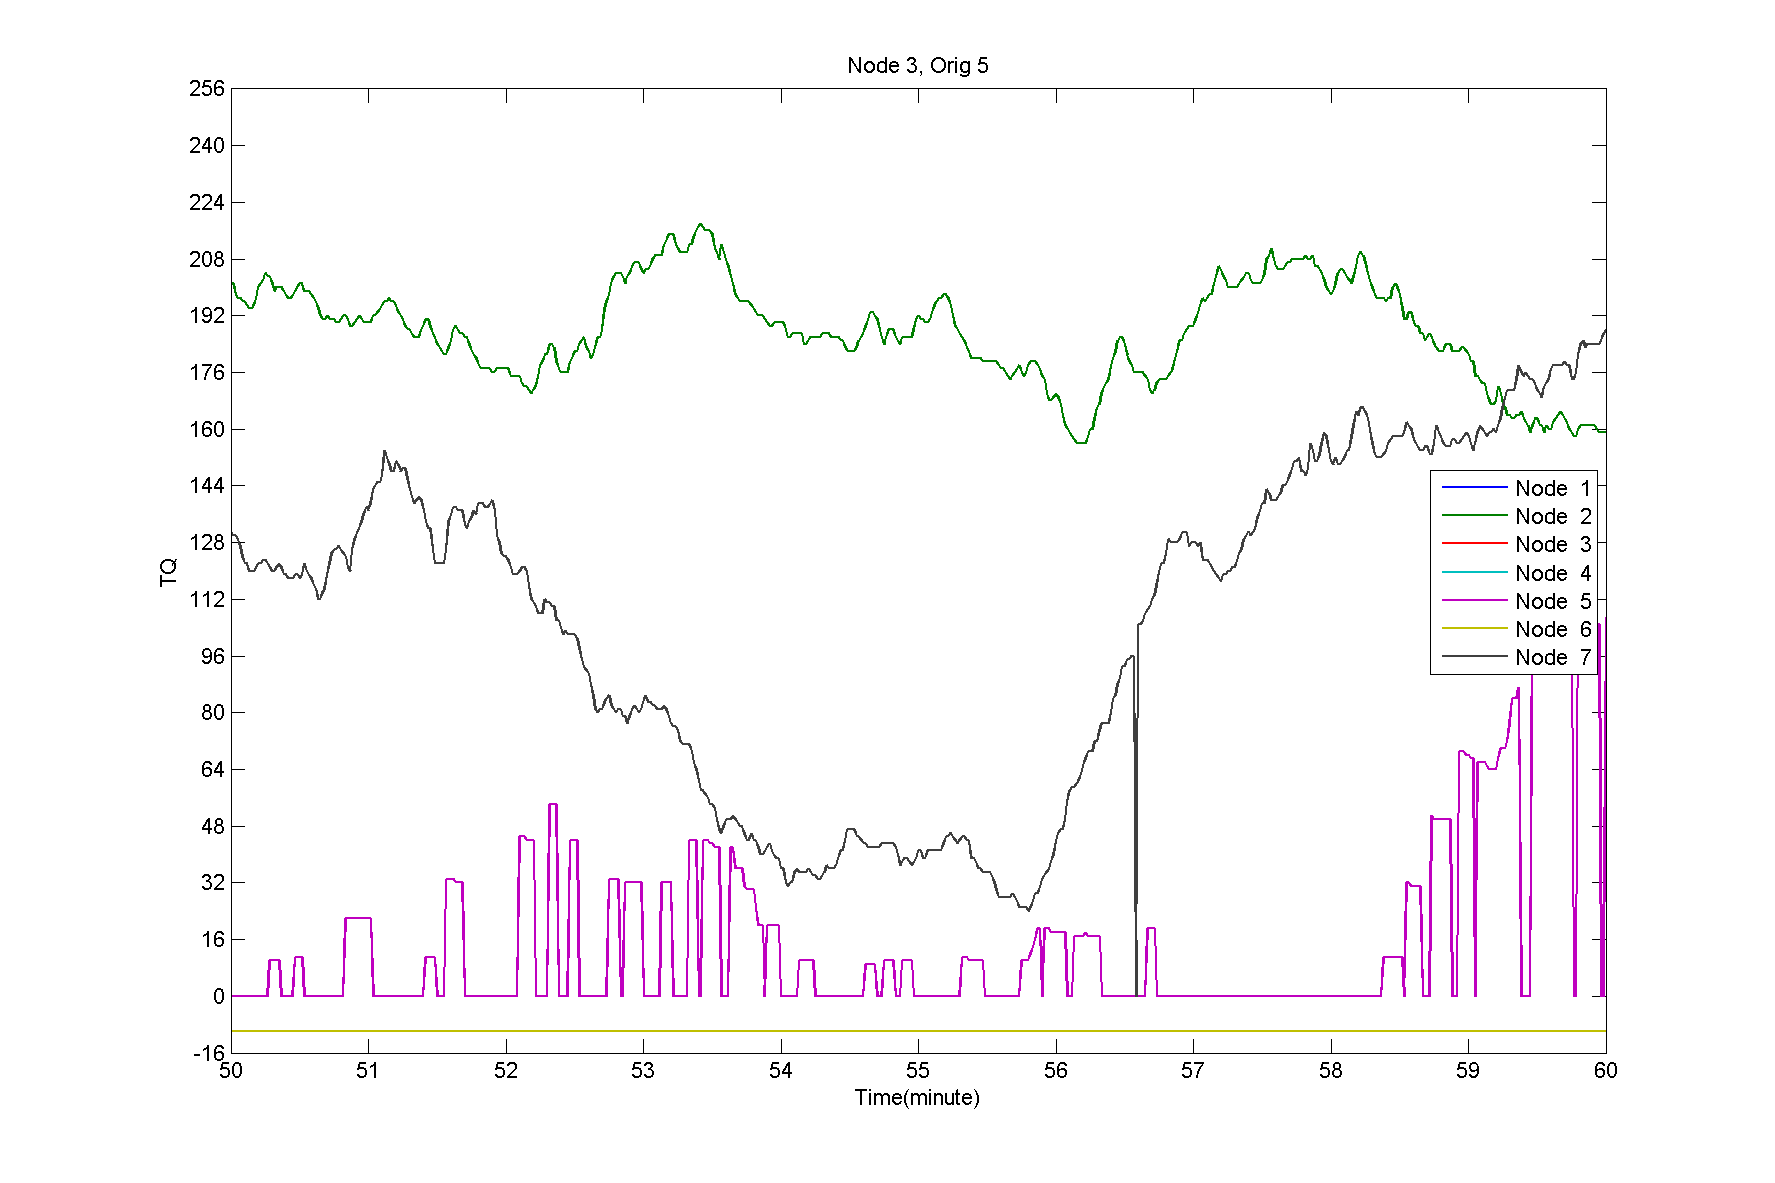 Node 3, Orig 5
256
240
224
208
192
176
160
144
128
112
96
80
64
48
32
16
0
-16
TQ
Node 1
Node 2
Node 3
Node 4
Node 5
Node 6
Node 7
50 51 52 53 54 55 56 57 58 59 60
Time(minute)